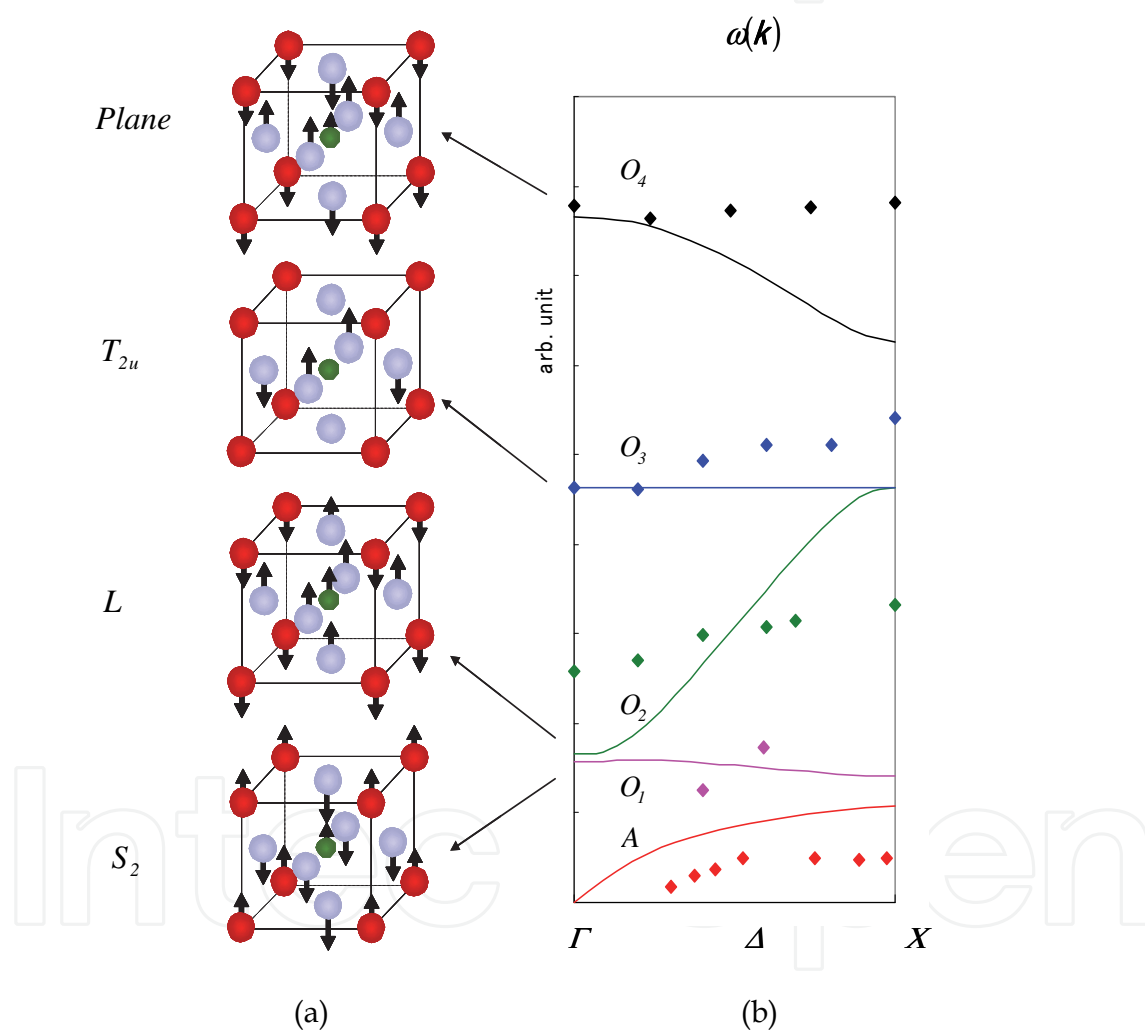 ω(k)
Plane
O4
arb. unit
T2u
O3
L
O2
O1
A
S2
Γ Δ X
(a) (b)